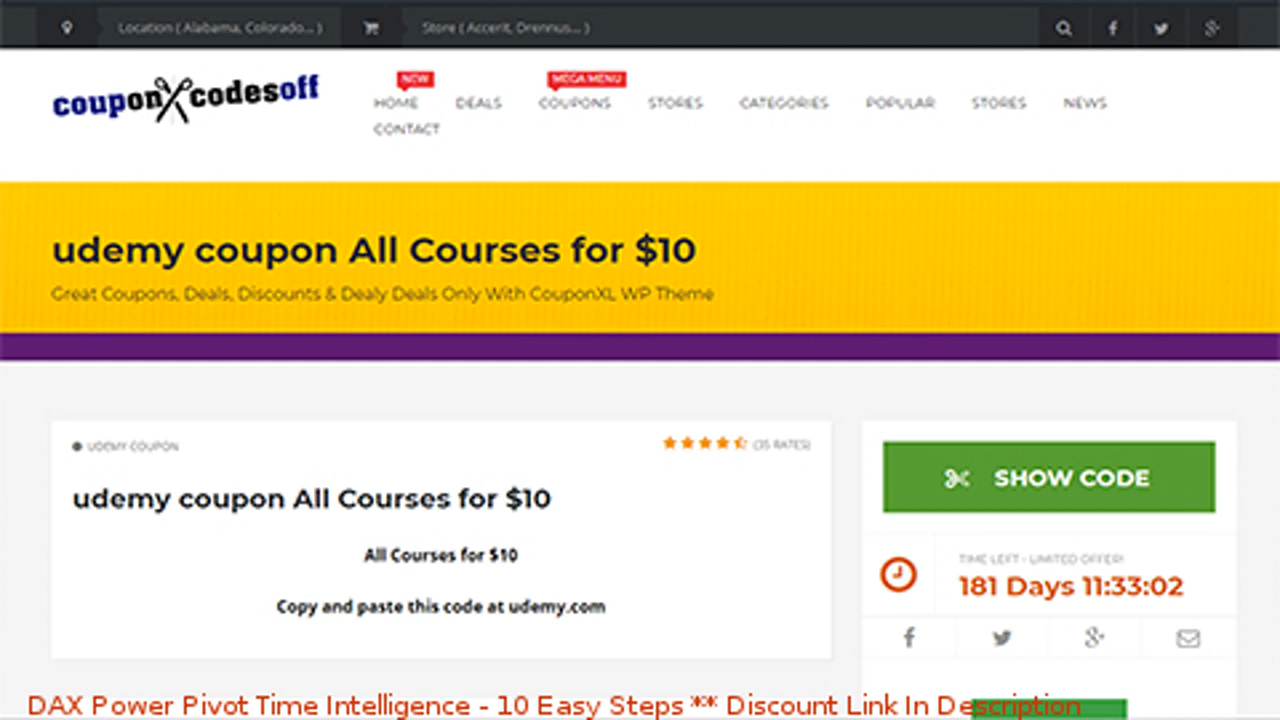 Location ( Alabama, Colorado... )
Store ( Accent, Drennus... )
couponXcodesoff
NEW
MEGA MENU
HOME DEALS COUPONS STORES CATEGORIES POPULAR STORES NEWS
CONTACT
udemy coupon All Courses for $10
Great Coupons, Deals, Discounts & Dealy Deals Only With CouponXL WP Theme
UDEMY COUPON
(35 RATES)
udemy coupon All Courses for $10
All Courses for $10
Copy and paste this code at udemy.com
SHOW CODE
TIME LEFT - LIMITED OFFER!
181 Days 11:33:02
DAX Power Pivot Time Intelligence - 10 Easy Steps ** Discount Link In Description